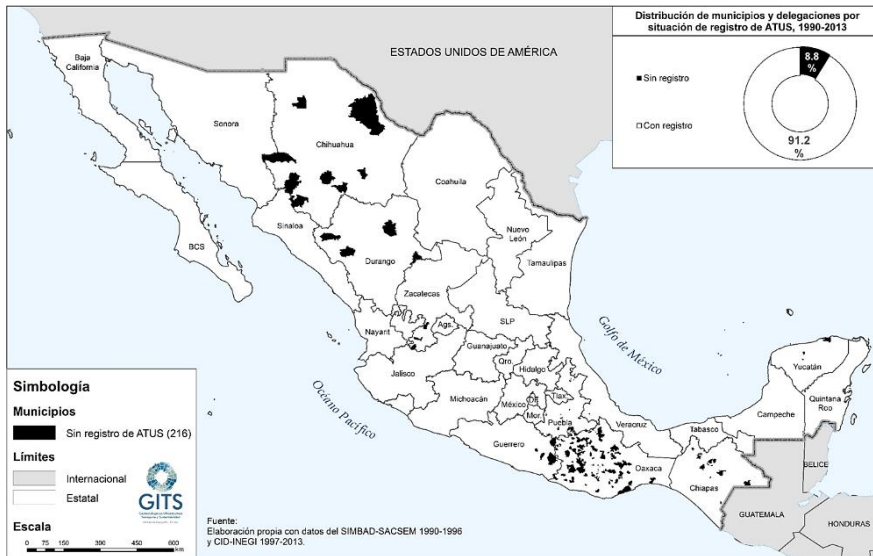 ESTADOS UNIDOS DE AMÉRICA
Distribución de municipios y delegaciones por
situación de registro de ATUS, 1990-2013
Sin registro
Con registro
8.8
%
91.2
%
Baja
California
Sonora
Chihuahua
Coahuila
Sinaloa
BCS
Durango
Nuevo
León
Tamaulipas
Zacatecas
SLP
Nayarit
Ags.
Guanajuato
Qro.
Hidalgo
Jalisco
Michoacán
México
DF
Tlax.
Mor.
Puebla
Veracruz
Guerrero
Oaxaca
Tabasco
Chiapas
Campeche
Yucatán
Quintana
Roo
Golfo de México
Océano Pacífico
BELICE
GUATEMALA
HONDURAS
Simbología
Municipios
Sin registro de ATUS (216)
Límites
Internacional
Estatal
GITS
Escala
0 75 150 300 450 600
km
Fuente:
Elaboración propia con datos del SIMBAD-SACSEM 1990-1996
y CID-INEGI 1997-2013.